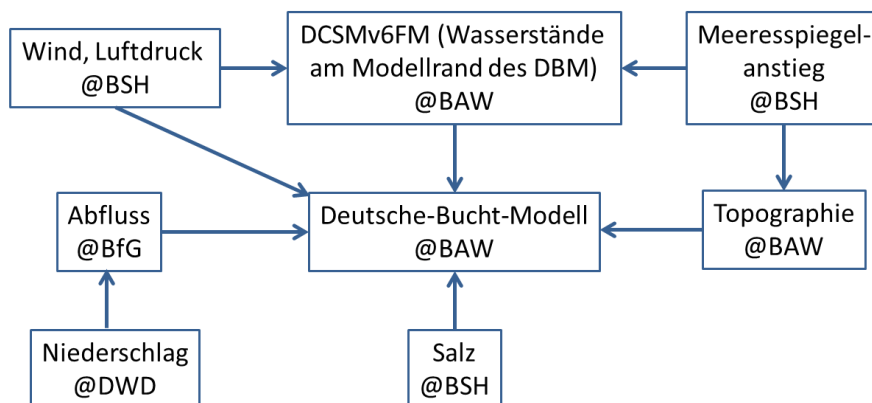 Wind, Luftdruck
@BSH
DCSMv6FM (Wasserstände
am Modellrand des DBM)
@BAW
Meeresspiegel-
anstieg
@BSH
Abfluss
@BfG
Deutsche-Bucht-Modell
@BAW
Topographie
@BAW
Niederschlag
@DWD
Salz
@BSH